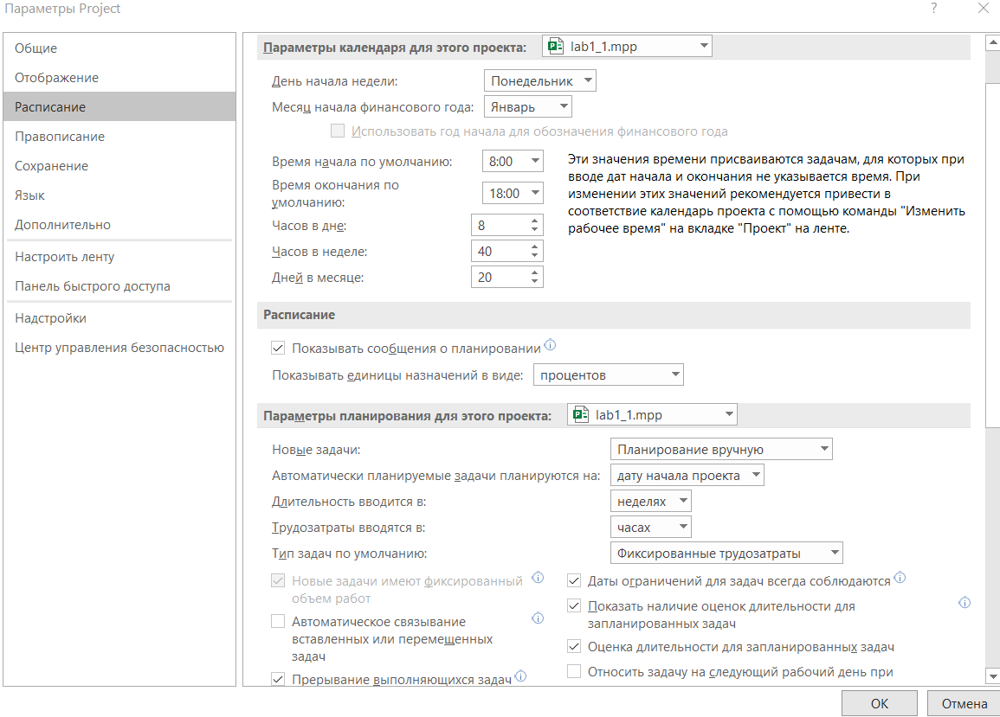 Параметры Project
?
Общие
Отображение
Расписание
Правописание
Сохранение
Язык
Дополнительно
Настроить ленту
Панель быстрого доступа
Надстройки
Центр управления безопасностью
Параметры календаря для этого проекта: lab1_1.mpp
День начала недели: Понедельник
Месяц начала финансового года: Январь
Использовать год начала для обозначения финансового года
Время начала по умолчанию: 8:00
Время окончания по
умолчанию: 18:00
Часов в дне: 8
Часов в неделе: 40
Дней в месяце: 20
Эти значения времени присваиваются задачам, для которых при
вводе дат начала и окончания не указывается время. При
изменении этих значений рекомендуется привести в
соответствие календарь проекта с помощью команды "Изменить
рабочее время" на вкладке "Проект" на ленте.
Расписание
Показывать сообщения о планировании
Показывать единицы назначений в виде: процентов
Параметры планирования для этого проекта: lab1_1.mpp
Новые задачи: Планирование вручную
Автоматически планируемые задачи планируются на: дату начала проекта
Длительность вводится в: неделях
Трудозатраты вводятся в: часах
Тип задач по умолчанию: Фиксированные трудозатраты
Новые задачи имеют фиксированный
объем работ
Автоматическое связывание
вставленных или перемещенных
задач
Прерывание выполняющихся задач
Даты ограничений для задач всегда соблюдаются
Показать наличие оценок длительности для
запланированных задач
Оценка длительности для запланированных задач
Относить задачу на следующий рабочий день при
ОК
Отмена